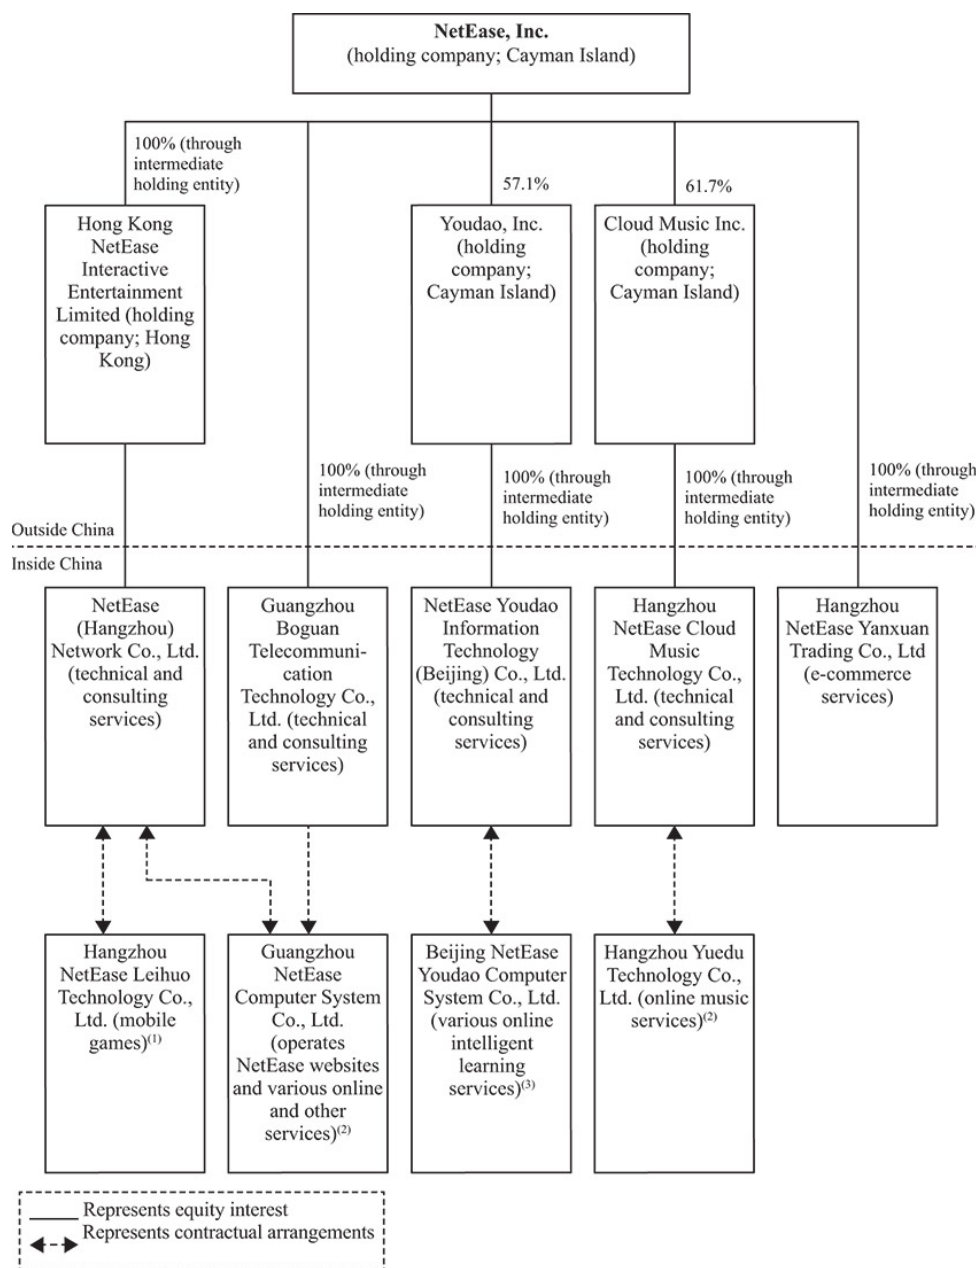 NetEase, Inc.
(holding company; Cayman Island)
100% (through
intermediate
holding entity)
57.1%
61.7%
Hong Kong
NetEase
Interactive
Entertainment
Limited (holding
company; Hong
Kong)
Youdao, Inc.
(holding
company;
Cayman Island)
Cloud Music Inc.
(holding
company;
Cayman Island)
100% (through
intermediate
holding entity)
100% (through
intermediate
holding entity)
100% (through
intermediate
holding entity)
100% (through
intermediate
holding entity)
Outside China
Inside China
NetEase
(Hangzhou)
Network Co., Ltd.
(technical and
consulting
services)
Guangzhou
Boguan
Telecommuni-
cation
Technology Co.,
Ltd. (technical
and consulting
services)
NetEase Youdao
Information
Technology
(Beijing) Co., Ltd.
(technical and
consulting
services)
Hangzhou
NetEase Cloud
Music
Technology Co.,
Ltd. (technical
and consulting
services)
Hangzhou
NetEase Yanxuan
Trading Co., Ltd
(e-commerce
services)
Hangzhou
NetEase Leihuo
Technology Co.,
Ltd. (mobile
games)(1)
Guangzhou
NetEase
Computer System
Co., Ltd.
(operates
NetEase websites
and various online
and other
services)(2)
Beijing NetEase
Youdao Computer
System Co., Ltd.
(various online
intelligent
learning
services)(3)
Hangzhou Yuedu
Technology Co.,
Ltd. (online music
services)(2)
Represents equity interest
Represents contractual arrangements